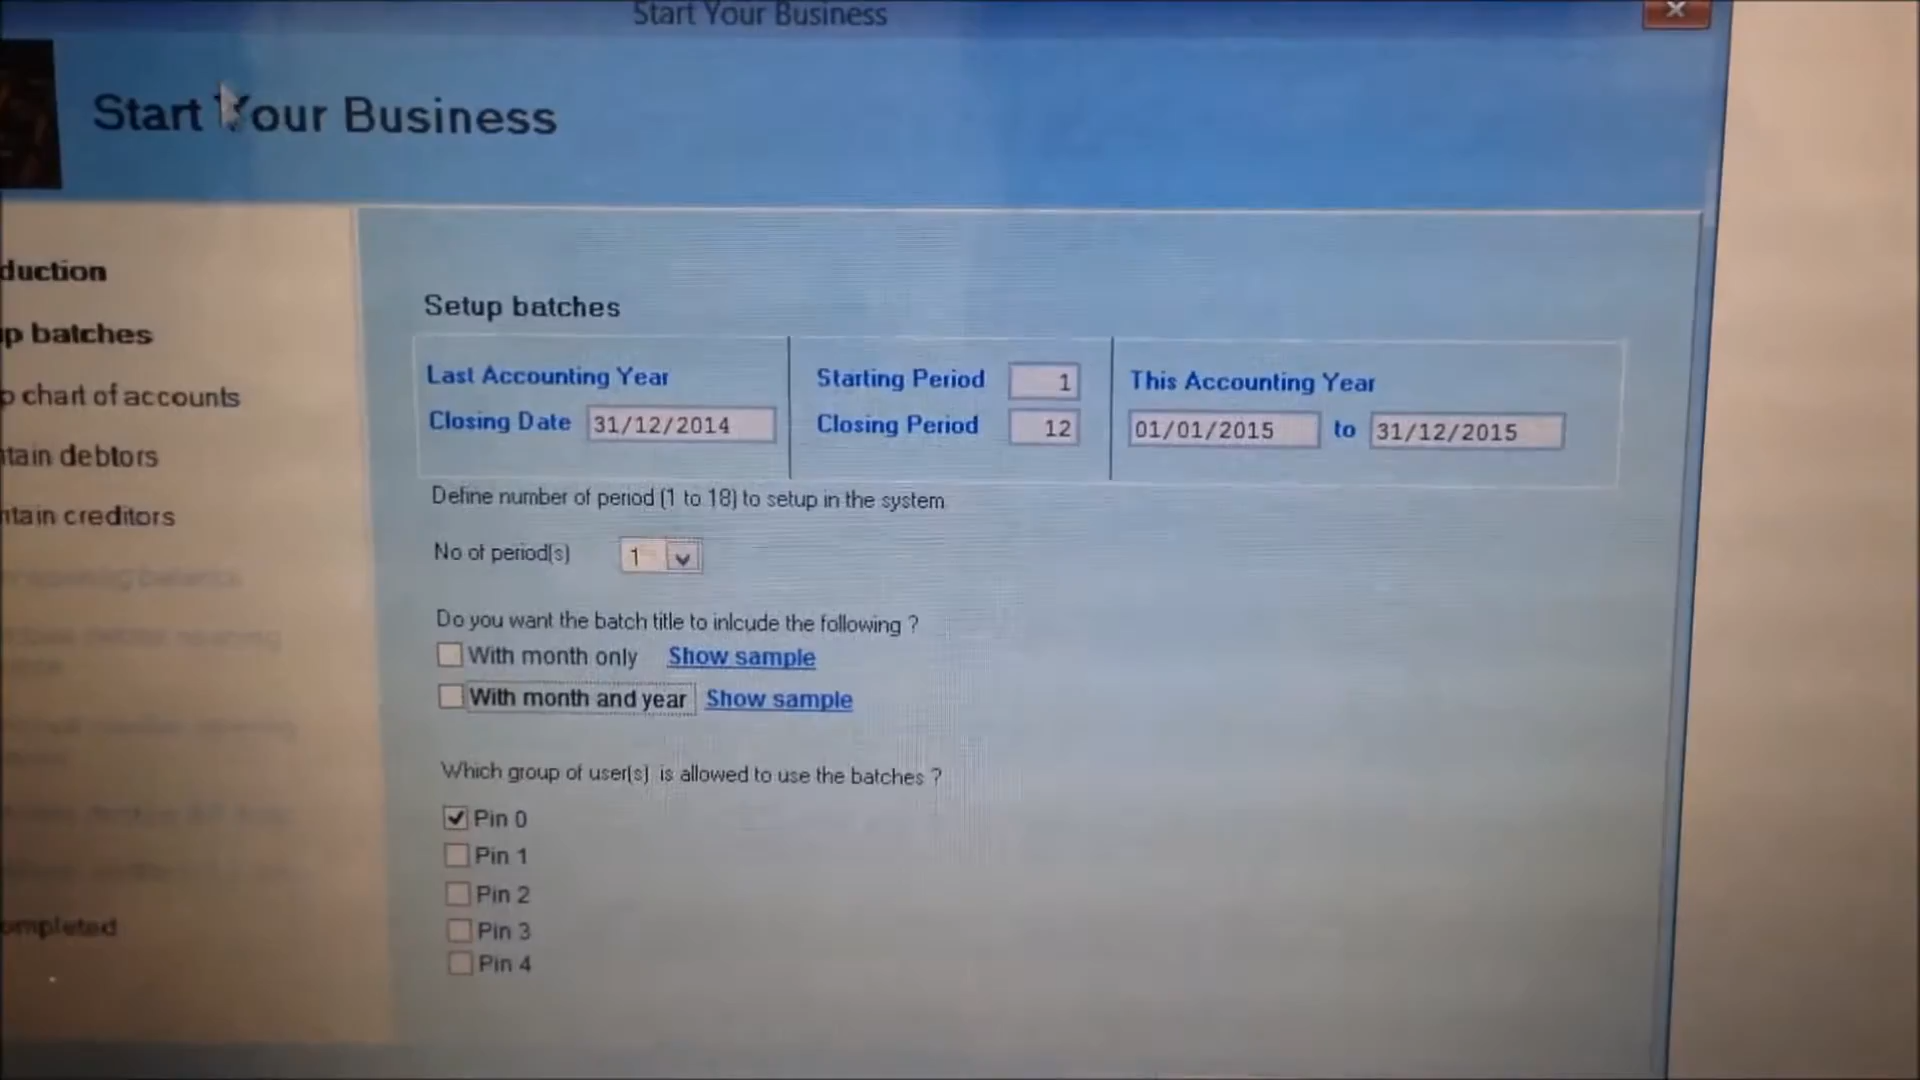 Start Your Business
Start Your Business
duction
p batches
p chart of accounts
tain debtors
ntain creditors
ompleted
Setup batches
Last Accounting Year
Closing Date 31/12/2014
Starting Period 1
Closing Period 12
This Accounting Year
01/01/2015 to 31/12/2015
Define number of period (1 to 18) to setup in the system
No of period(s) 1
Do you want the batch title to inlcude the following ?
With month only Show sample
With month and year Show sample
Which group of user(s) is allowed to use the batches ?
Pin 0
Pin 1
Pin 2
Pin 3
Pin 4